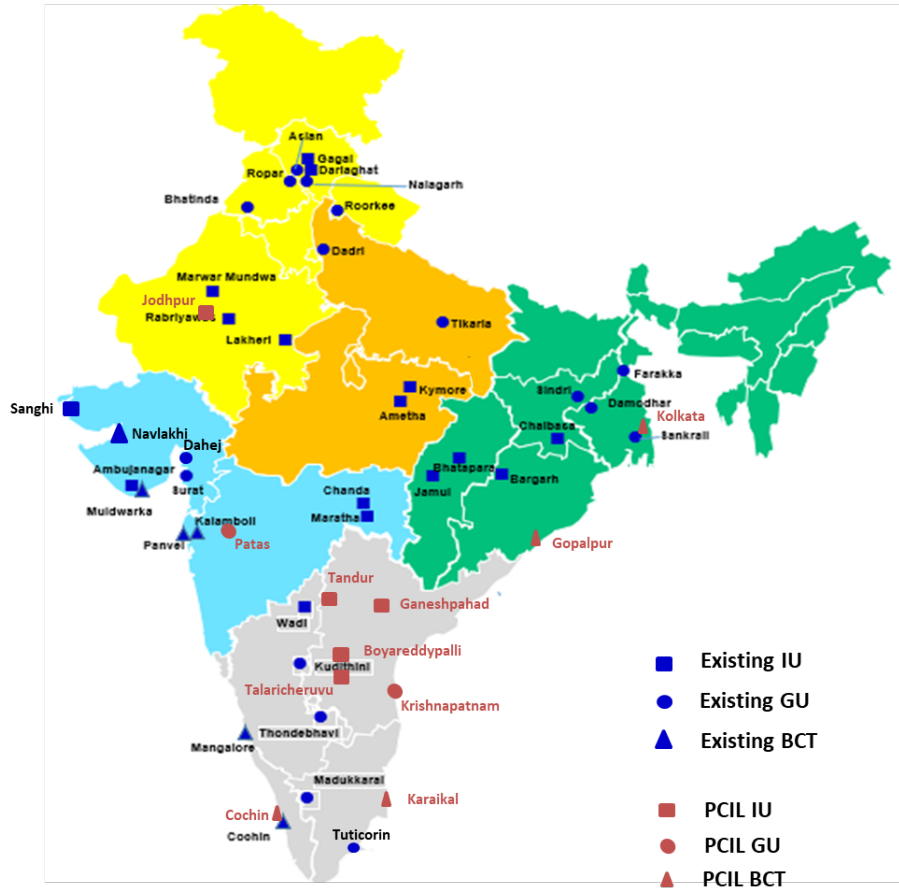 Asian
Gagal
Ropar
Darlaghat
Nalagarh
Bhatinda
Roorkee
Dadri
Marwar Mundwa
Jodhpur
Rabriyawas
Tikaria
Lakheri
Farakka
Kymore
Sindri
Sanghi
Ametha
Damodhar
Kolkata
Navlakhi
Chaibasa
Sankrail
Dahej
Ambujanagar
Bhatapara
Surat
Chanda
Jamul
Bargarh
Muldwarka
Maratha
Kalamboli
Panvel
Patas
Gopalpur
Tandur
Ganeshpahad
Wadi
Boyareddypalli
Kudithini
Existing IU
Talaricheruvu
Krishnapatnam
Existing GU
Thondebhavi
Mangalore
Existing BCT
Madukkarai
Karaikal
Cochin
PCIL IU
Cochin
Tuticorin
PCIL GU
PCIL BCT